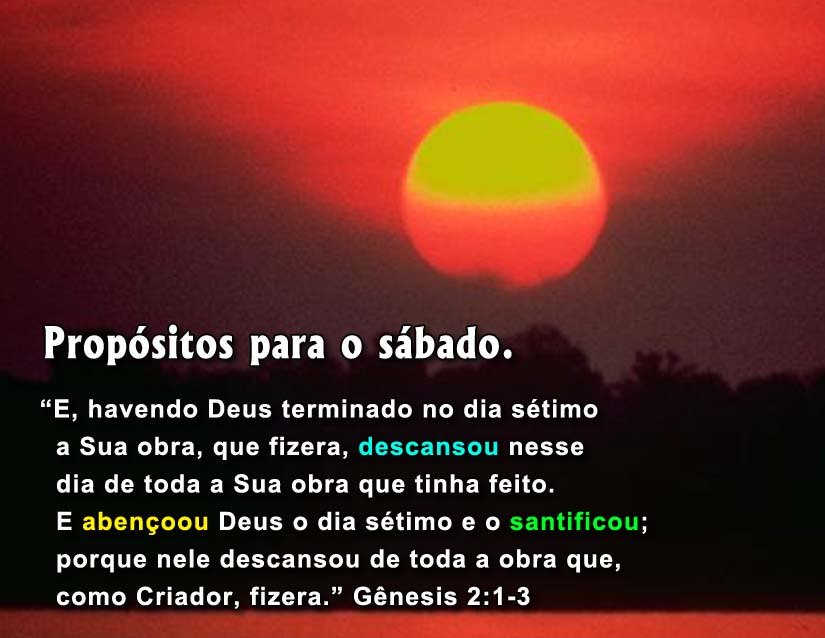 Propósitos para o sábado.
“E, havendo Deus terminado no dia sétimo
a Sua obra, que fizera, descansou nesse
dia de toda a Sua obra que tinha feito.
E abençoou Deus o dia sétimo e o santificou;
porque nele descansou de toda a obra que,
como Criador, fizera.” Gênesis 2:1-3